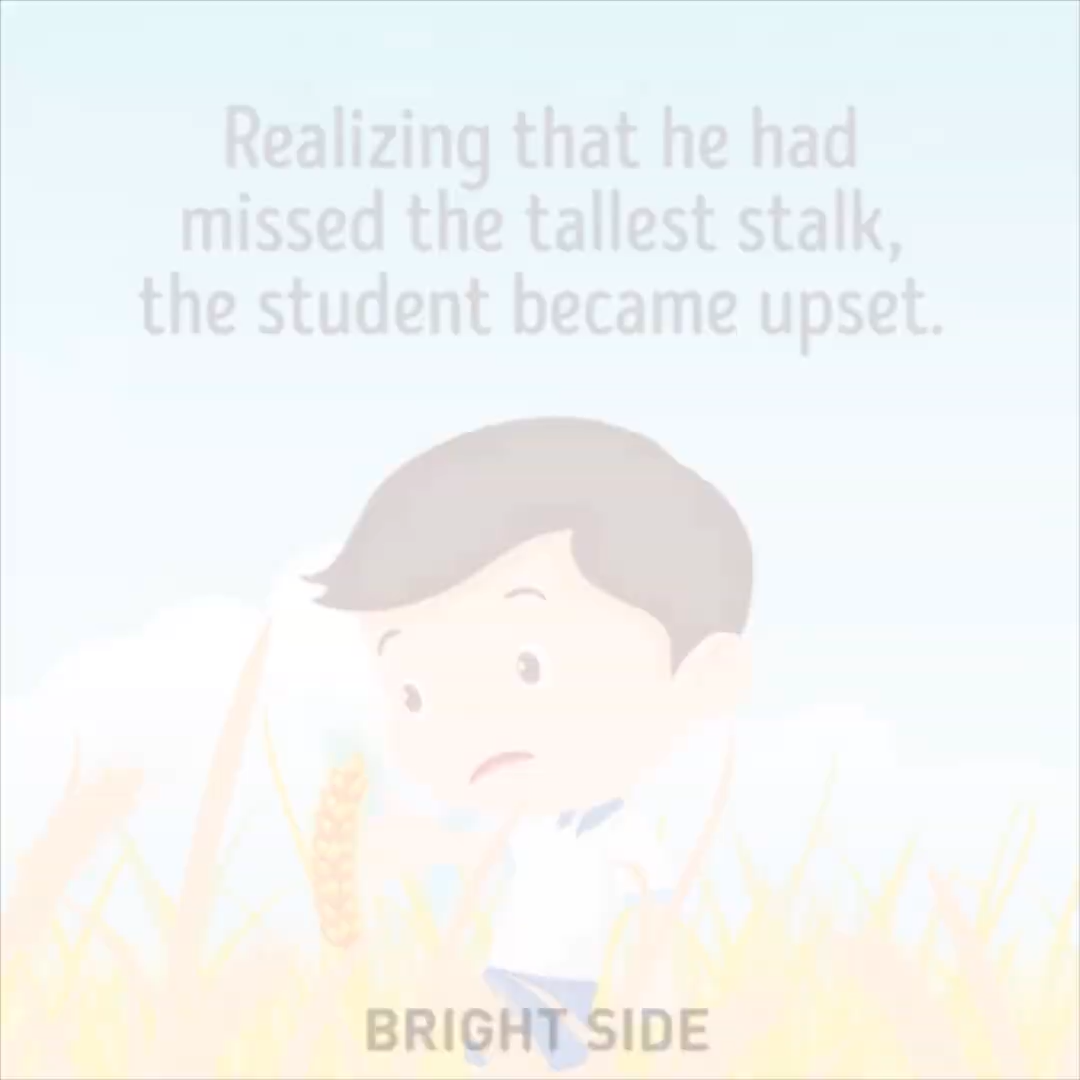 Realizing that he had
missed the tallest stalk,
the student became upset.
BRIGHT SIDE